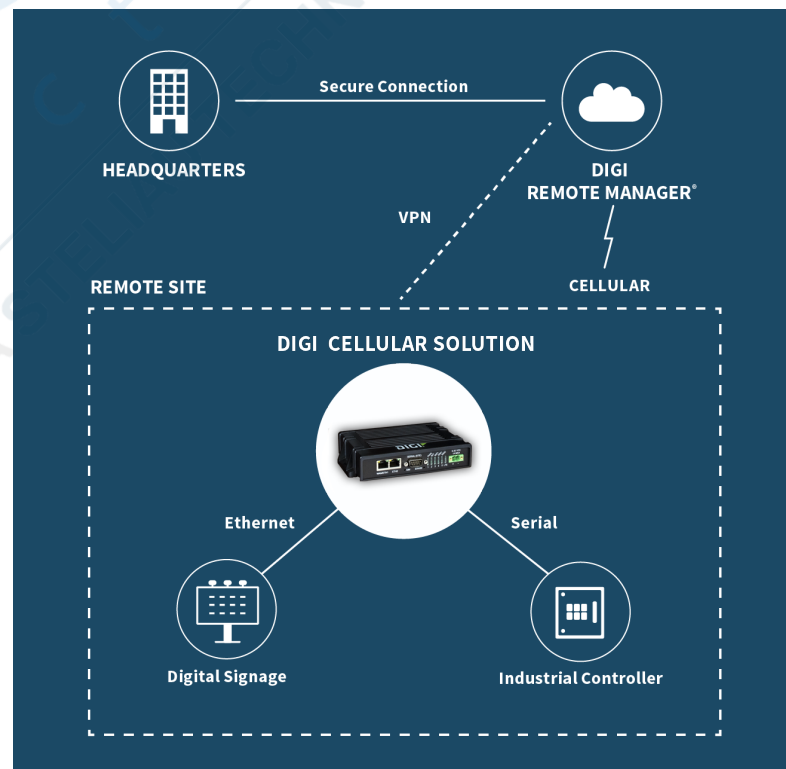 Secure Connection
HEADQUARTERS
DIGI
REMOTE MANAGER®
VPN
CELLULAR
REMOTE SITE
DIGI CELLULAR SOLUTION
DIGI
Ethernet
Serial
Digital Signage
Industrial Controller